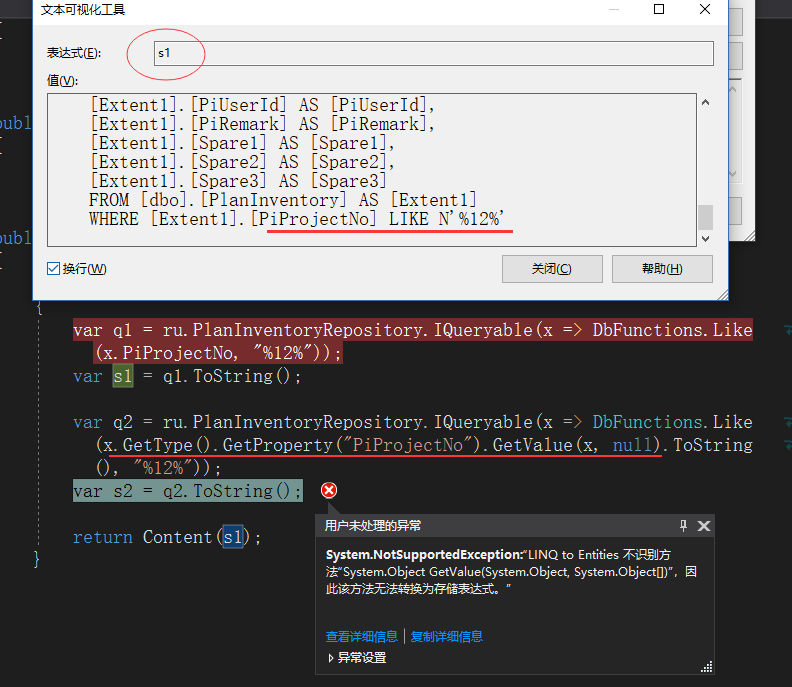 文本可视化工具
表达式(E):
s1
值(V):
[Extent1].[PiUserId] AS [PiUserId],
[Extent1].[PiRemark] AS [PiRemark],
[Extent1].[Spare1] AS [Spare1],
[Extent1].[Spare2] AS [Spare2],
[Extent1].[Spare3] AS [Spare3]
FROM [dbo].[PlanInventory] AS [Extent1]
WHERE [Extent1].[PiProjectNo] LIKE N'%12%'
换行(W)
关闭(C)
帮助(H)
publ
publ
{
var q1 = ru.PlanInventoryRepository.IQueryable(x => DbFunctions.Like
(x.PiProjectNo, "%12%"));
var s1 = q1.ToString();
var q2 = ru.PlanInventoryRepository.IQueryable(x => DbFunctions.Like
(x.GetType().GetProperty("PiProjectNo").GetValue(x, null).ToString
(), "%12%"));
var s2 = q2.ToString();
return Content(s1);
}
用户未处理的异常
System.NotSupportedException:“LINQ to Entities 不识别方
法“System.Object GetValue(System.Object, System.Object[])”，因
此该方法无法转换为存储表达式。”
查看详细信息 | 复制详细信息
异常设置